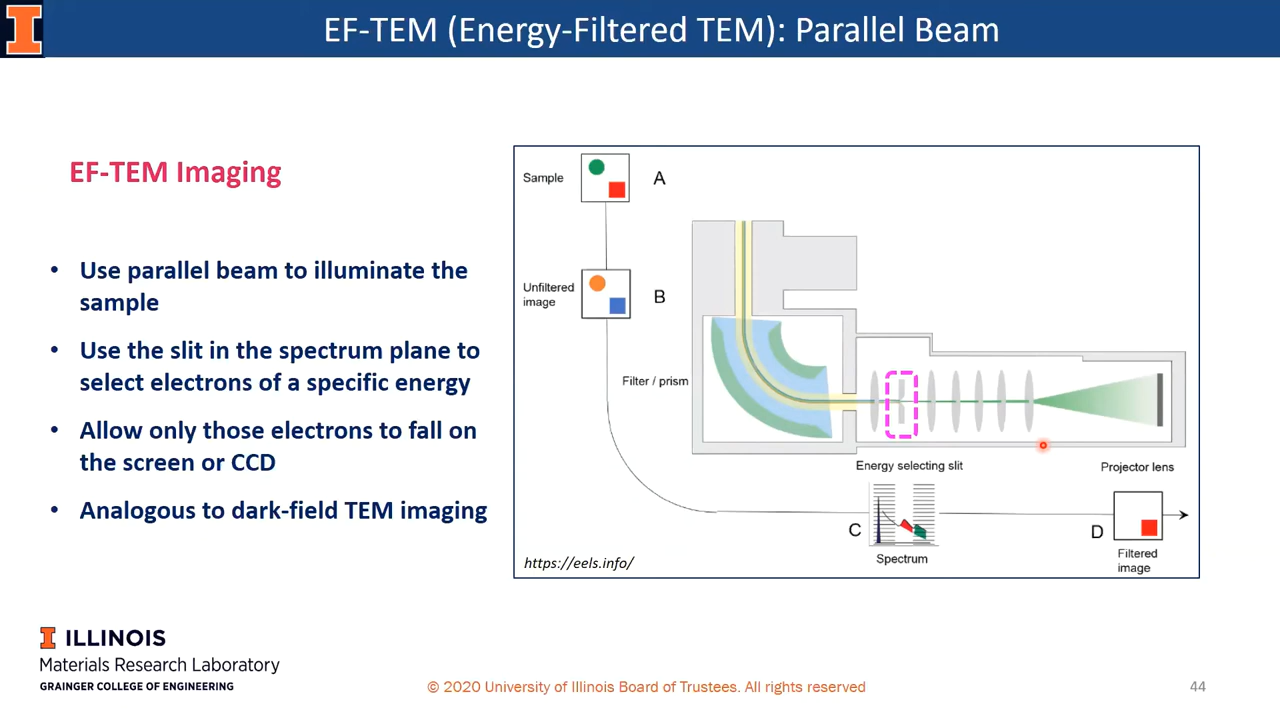 EF-TEM (Energy-Filtered TEM): Parallel Beam
EF-TEM Imaging
• Use parallel beam to illuminate the
sample
• Use the slit in the spectrum plane to
select electrons of a specific energy
• Allow only those electrons to fall on
the screen or CCD
• Analogous to dark-field TEM imaging
Sample
A
Unfiltered
image
B
Filter / prism
Energy selecting slit
Projector lens
C
Spectrum
D
Filtered
image
https://eels.info/
I ILLINOIS
Materials Research Laboratory
GRAINGER COLLEGE OF ENGINEERING
© 2020 University of Illinois Board of Trustees. All rights reserved
44